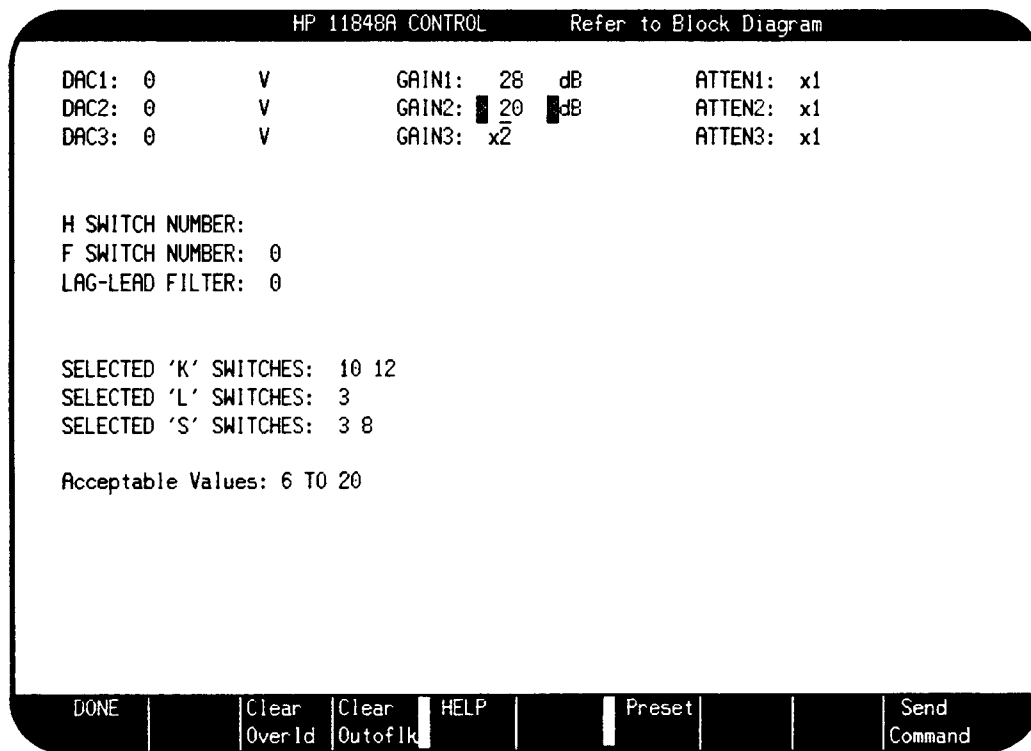 HP 11848A CONTROL Refer to Block Diagram
DAC1: 0 V GAIN1: 28 dB ATTEN1: x1
DAC2: 0 V GAIN2: 20 dB ATTEN2: x1
DAC3: 0 V GAIN3: x2 ATTEN3: x1
H SWITCH NUMBER:
F SWITCH NUMBER: 0
LAG-LEAD FILTER: 0
SELECTED 'K' SWITCHES: 10 12
SELECTED 'L' SWITCHES: 3
SELECTED 'S' SWITCHES: 3 8
Acceptable Values: 6 TO 20
DONE Clear Clear HELP Preset Send
Overld Outoflk Command